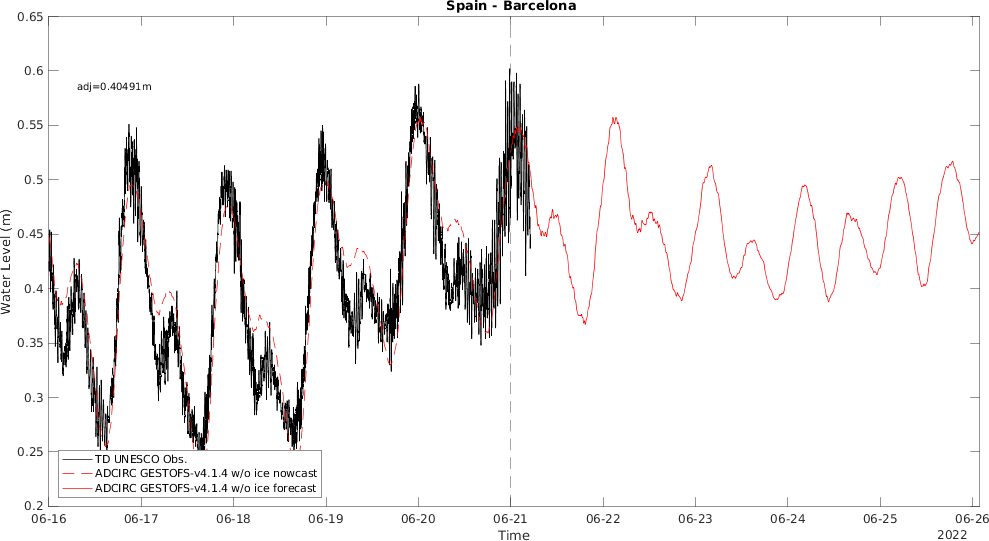 Spain - Barcelona
0.65
0.6
0.55
0.5
0.45
0.4
0.35
0.3
0.25
0.2
Water Level (m)
adj=0.40491m
TD UNESCO Obs.
ADCIRC GESTOFS-v4.1.4 w/o ice nowcast
ADCIRC GESTOFS-v4.1.4 w/o ice forecast
06-16 06-17 06-18 06-19 06-20 06-21 06-22 06-23 06-24 06-25 06-26
Time
2022